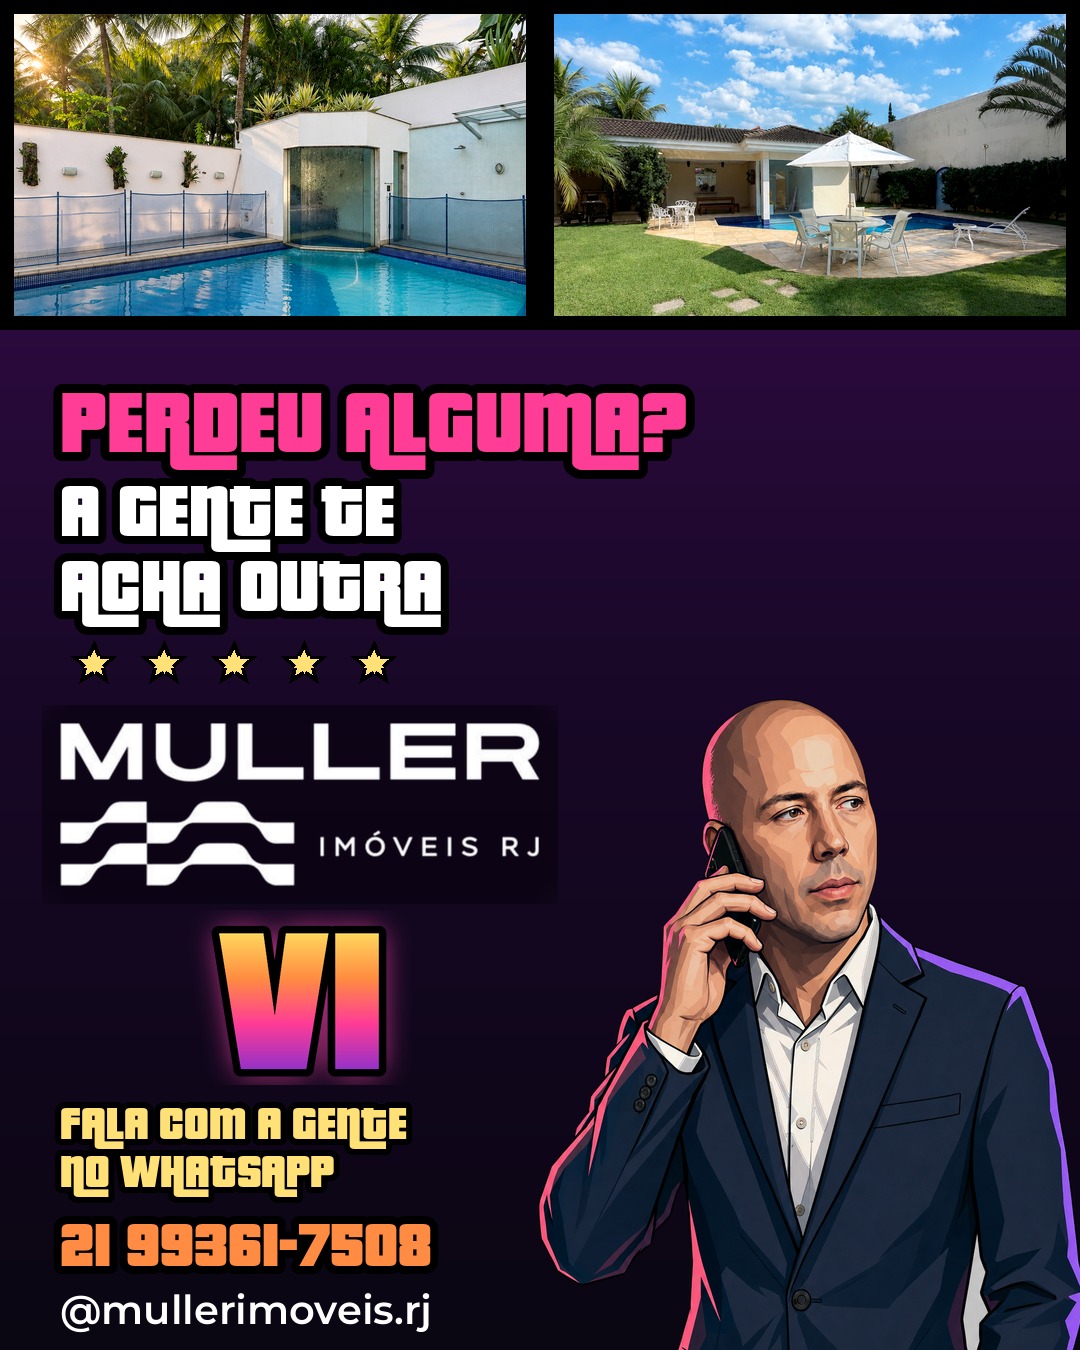 PERDEU ALGUMA?
A GENTE TE
ACHA OUTRA
MULLER
IMÓVEIS RJ
VI
FALA COM A GENTE
NO WHATSAPP
21 99361-7508
@mullerimoveis.rj